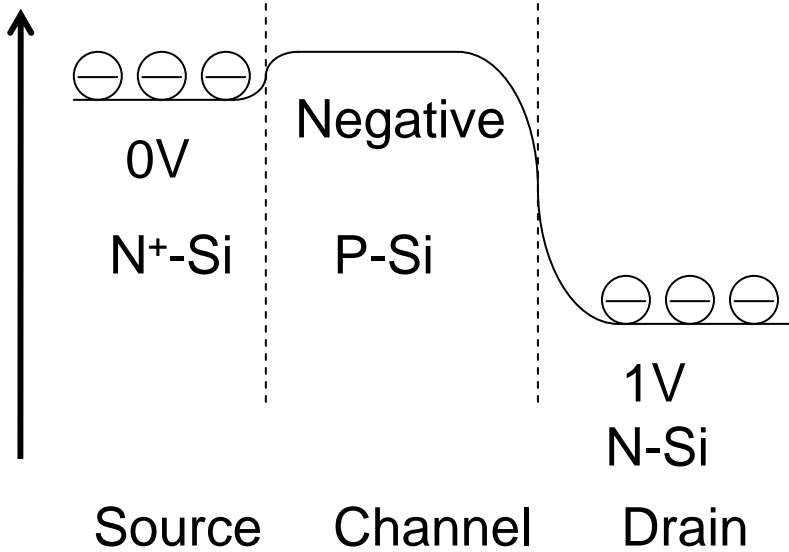 Negative
0V
N⁺-Si P-Si
1V
N-Si
Source Channel Drain